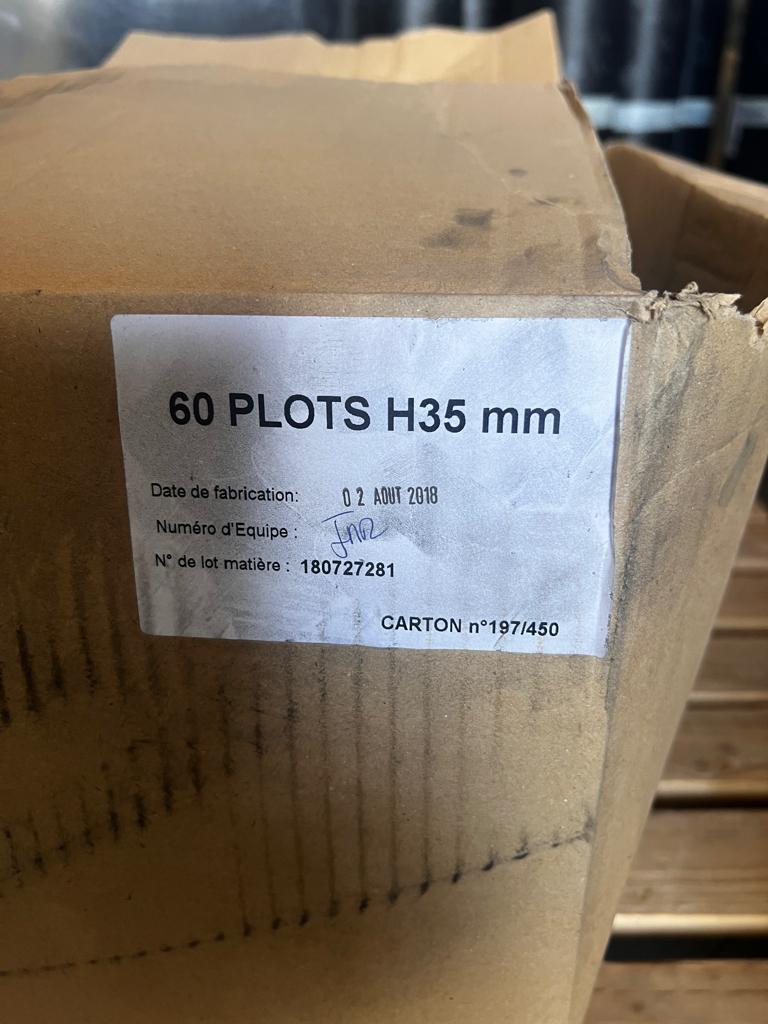 60 PLOTS H35 mm
Date de fabrication: 02 AOUT 2018
Numéro d'Equipe :
N° de lot matière : 180727281
CARTON n°197/450